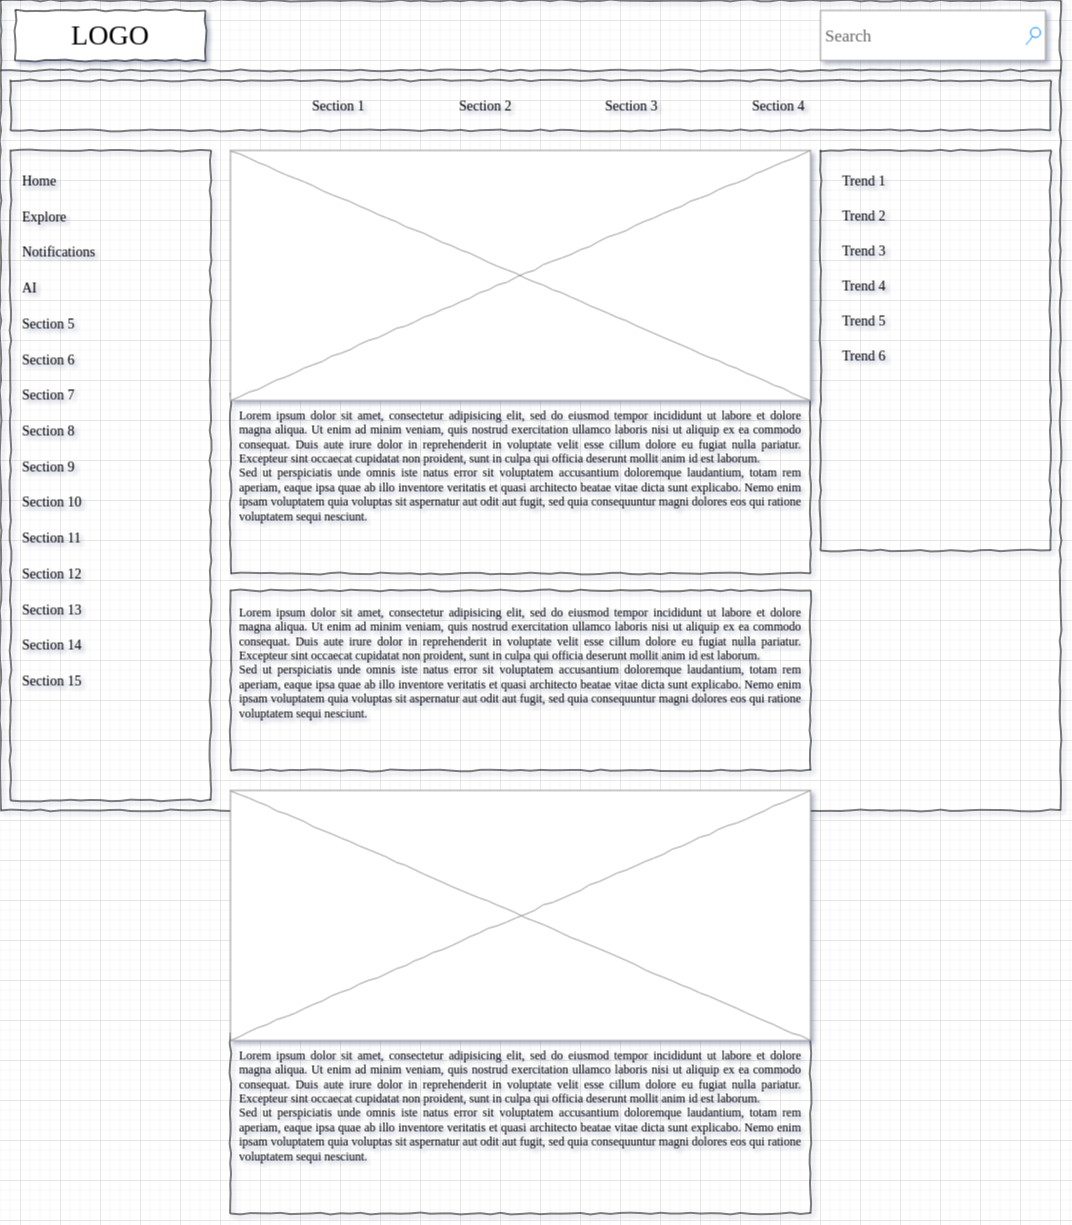 LOGO
Search
Section 1
Section 2
Section 3
Section 4
Home
Explore
Notifications
AI
Section 5
Section 6
Section 7
Section 8
Section 9
Section 10
Section 11
Section 12
Section 13
Section 14
Section 15
Lorem ipsum dolor sit amet, consectetur adipisicing elit, sed do eiusmod tempor incididunt ut labore et dolore
magna aliqua. Ut enim ad minim veniam, quis nostrud exercitation ullamco laboris nisi ut aliquip ex ea commodo
consequat. Duis aute irure dolor in reprehenderit in voluptate velit esse cillum dolore eu fugiat nulla pariatur.
Excepteur sint occaecat cupidatat non proident, sunt in culpa qui officia deserunt mollit anim id est laborum.
Sed ut perspiciatis unde omnis iste natus error sit voluptatem accusantium doloremque laudantium, totam rem
aperiam, eaque ipsa quae ab illo inventore veritatis et quasi architecto beatae vitae dicta sunt explicabo. Nemo enim
ipsam voluptatem quia voluptas sit aspernatur aut odit aut fugit, sed quia consequuntur magni dolores eos qui ratione
voluptatem sequi nesciunt.
Lorem ipsum dolor sit amet, consectetur adipisicing elit, sed do eiusmod tempor incididunt ut labore et dolore
magna aliqua. Ut enim ad minim veniam, quis nostrud exercitation ullamco laboris nisi ut aliquip ex ea commodo
consequat. Duis aute irure dolor in reprehenderit in voluptate velit esse cillum dolore eu fugiat nulla pariatur.
Excepteur sint occaecat cupidatat non proident, sunt in culpa qui officia deserunt mollit anim id est laborum.
Sed ut perspiciatis unde omnis iste natus error sit voluptatem accusantium doloremque laudantium, totam rem
aperiam, eaque ipsa quae ab illo inventore veritatis et quasi architecto beatae vitae dicta sunt explicabo. Nemo enim
ipsam voluptatem quia voluptas sit aspernatur aut odit aut fugit, sed quia consequuntur magni dolores eos qui ratione
voluptatem sequi nesciunt.
Lorem ipsum dolor sit amet, consectetur adipisicing elit, sed do eiusmod tempor incididunt ut labore et dolore
magna aliqua. Ut enim ad minim veniam, quis nostrud exercitation ullamco laboris nisi ut aliquip ex ea commodo
consequat. Duis aute irure dolor in reprehenderit in voluptate velit esse cillum dolore eu fugiat nulla pariatur.
Excepteur sint occaecat cupidatat non proident, sunt in culpa qui officia deserunt mollit anim id est laborum.
Sed ut perspiciatis unde omnis iste natus error sit voluptatem accusantium doloremque laudantium, totam rem
aperiam, eaque ipsa quae ab illo inventore veritatis et quasi architecto beatae vitae dicta sunt explicabo. Nemo enim
ipsam voluptatem quia voluptas sit aspernatur aut odit aut fugit, sed quia consequuntur magni dolores eos qui ratione
voluptatem sequi nesciunt.
Trend 1
Trend 2
Trend 3
Trend 4
Trend 5
Trend 6